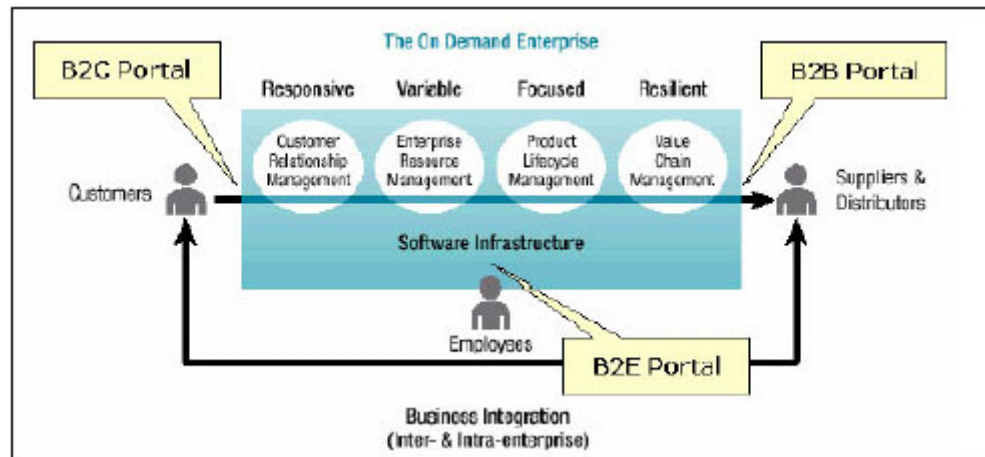 The On Demand Enterprise
B2C Portal
B2B Portal
Responsive
Variable
Focused
Resilient
Customer
Relationship
Management
Enterprise
Resource
Management
Product
Lifecycle
Management
Value
Chain
Management
Customers
Suppliers &
Distributors
Software Infrastructure
Employees
B2E Portal
Business Integration
(Inter- & Intra-enterprise)